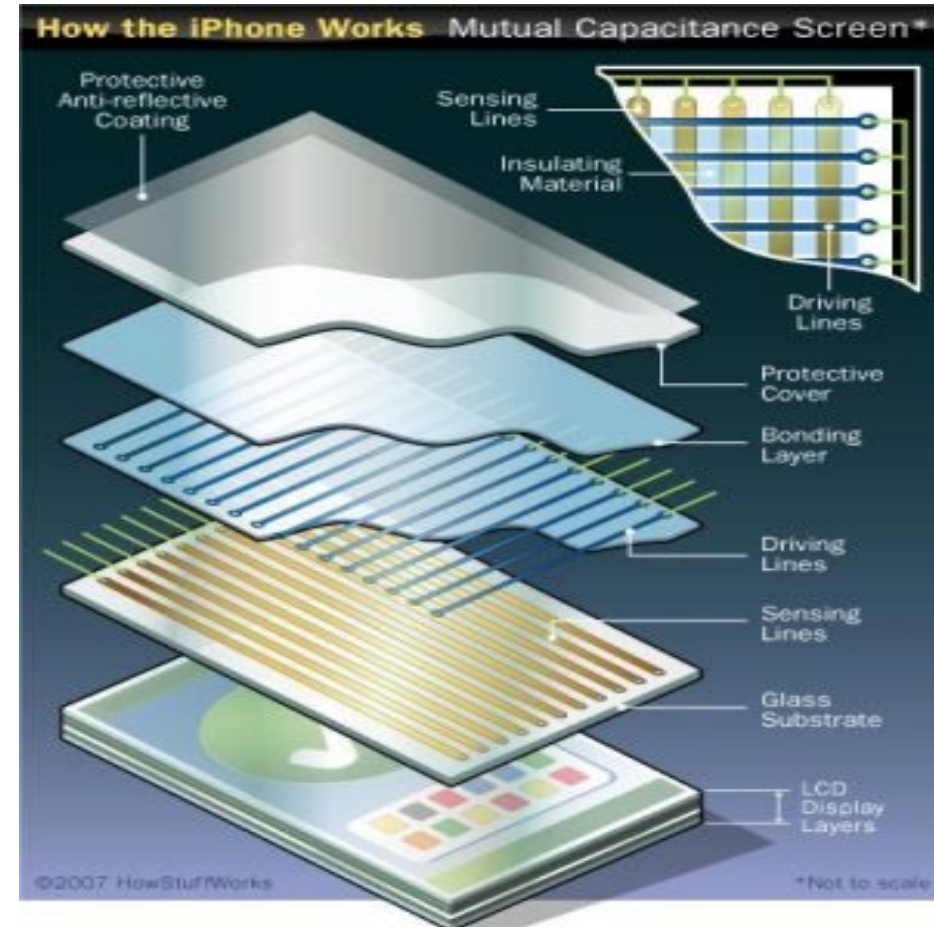 How the iPhone Works Mutual Capacitance Screen*
Protective
Anti-reflective
Coating
Sensing
Lines
Insulating
Material
Driving
Lines
Protective
Cover
Bonding
Layer
Driving
Lines
Sensing
Lines
Glass
Substrate
LCD
Display
Layers
©2007 HowStuffWorks
*Not to scale